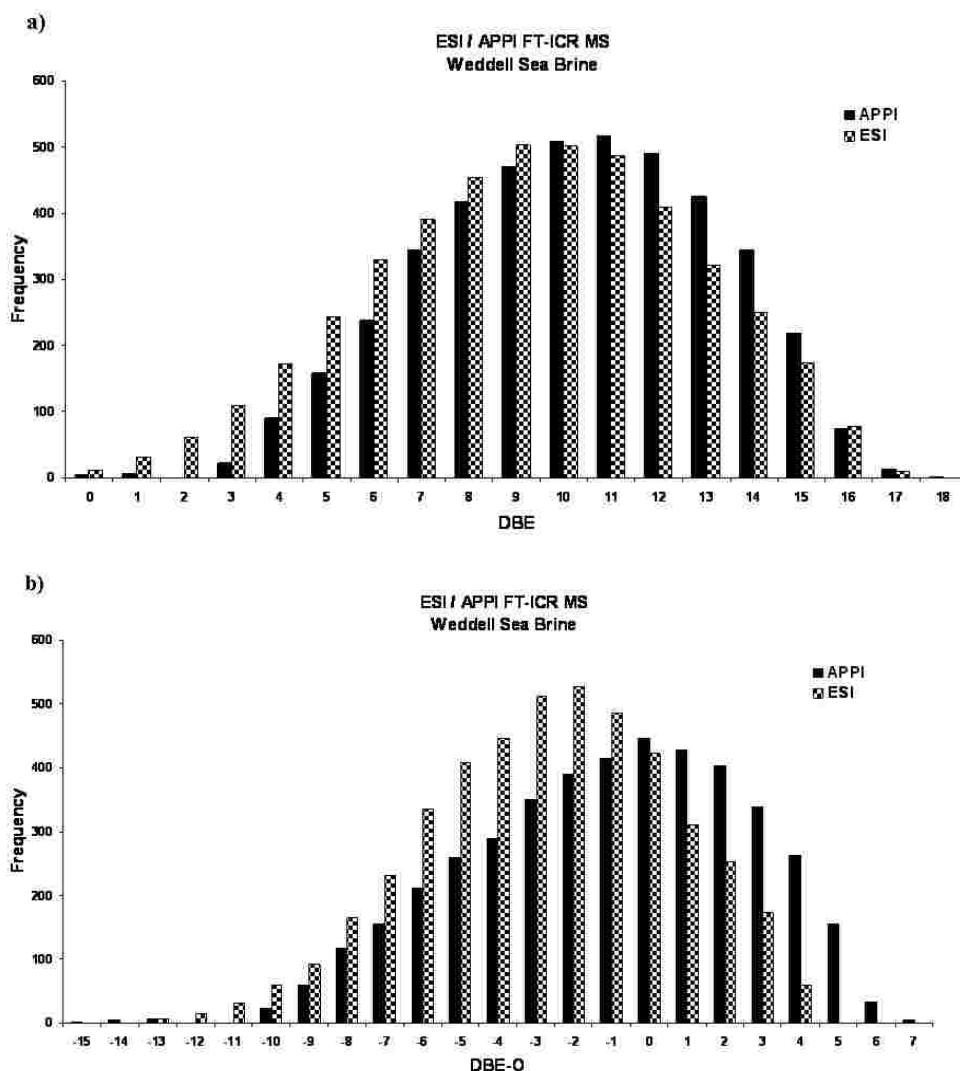 a)
ESI / APPI FT-ICR MS
Weddell Sea Brine
600
500
400
300
200
100
0
Frequency
APPI
ESI
0 1 2 3 4 5 6 7 8 9 10 11 12 13 14 15 16 17 18
DBE
b)
ESI / APPI FT-ICR MS
Weddell Sea Brine
600
500
400
300
200
100
0
Frequency
APPI
ESI
-15 -14 -13 -12 -11 -10 -9 -8 -7 -6 -5 -4 -3 -2 -1 0 1 2 3 4 5 6 7
DBE-O